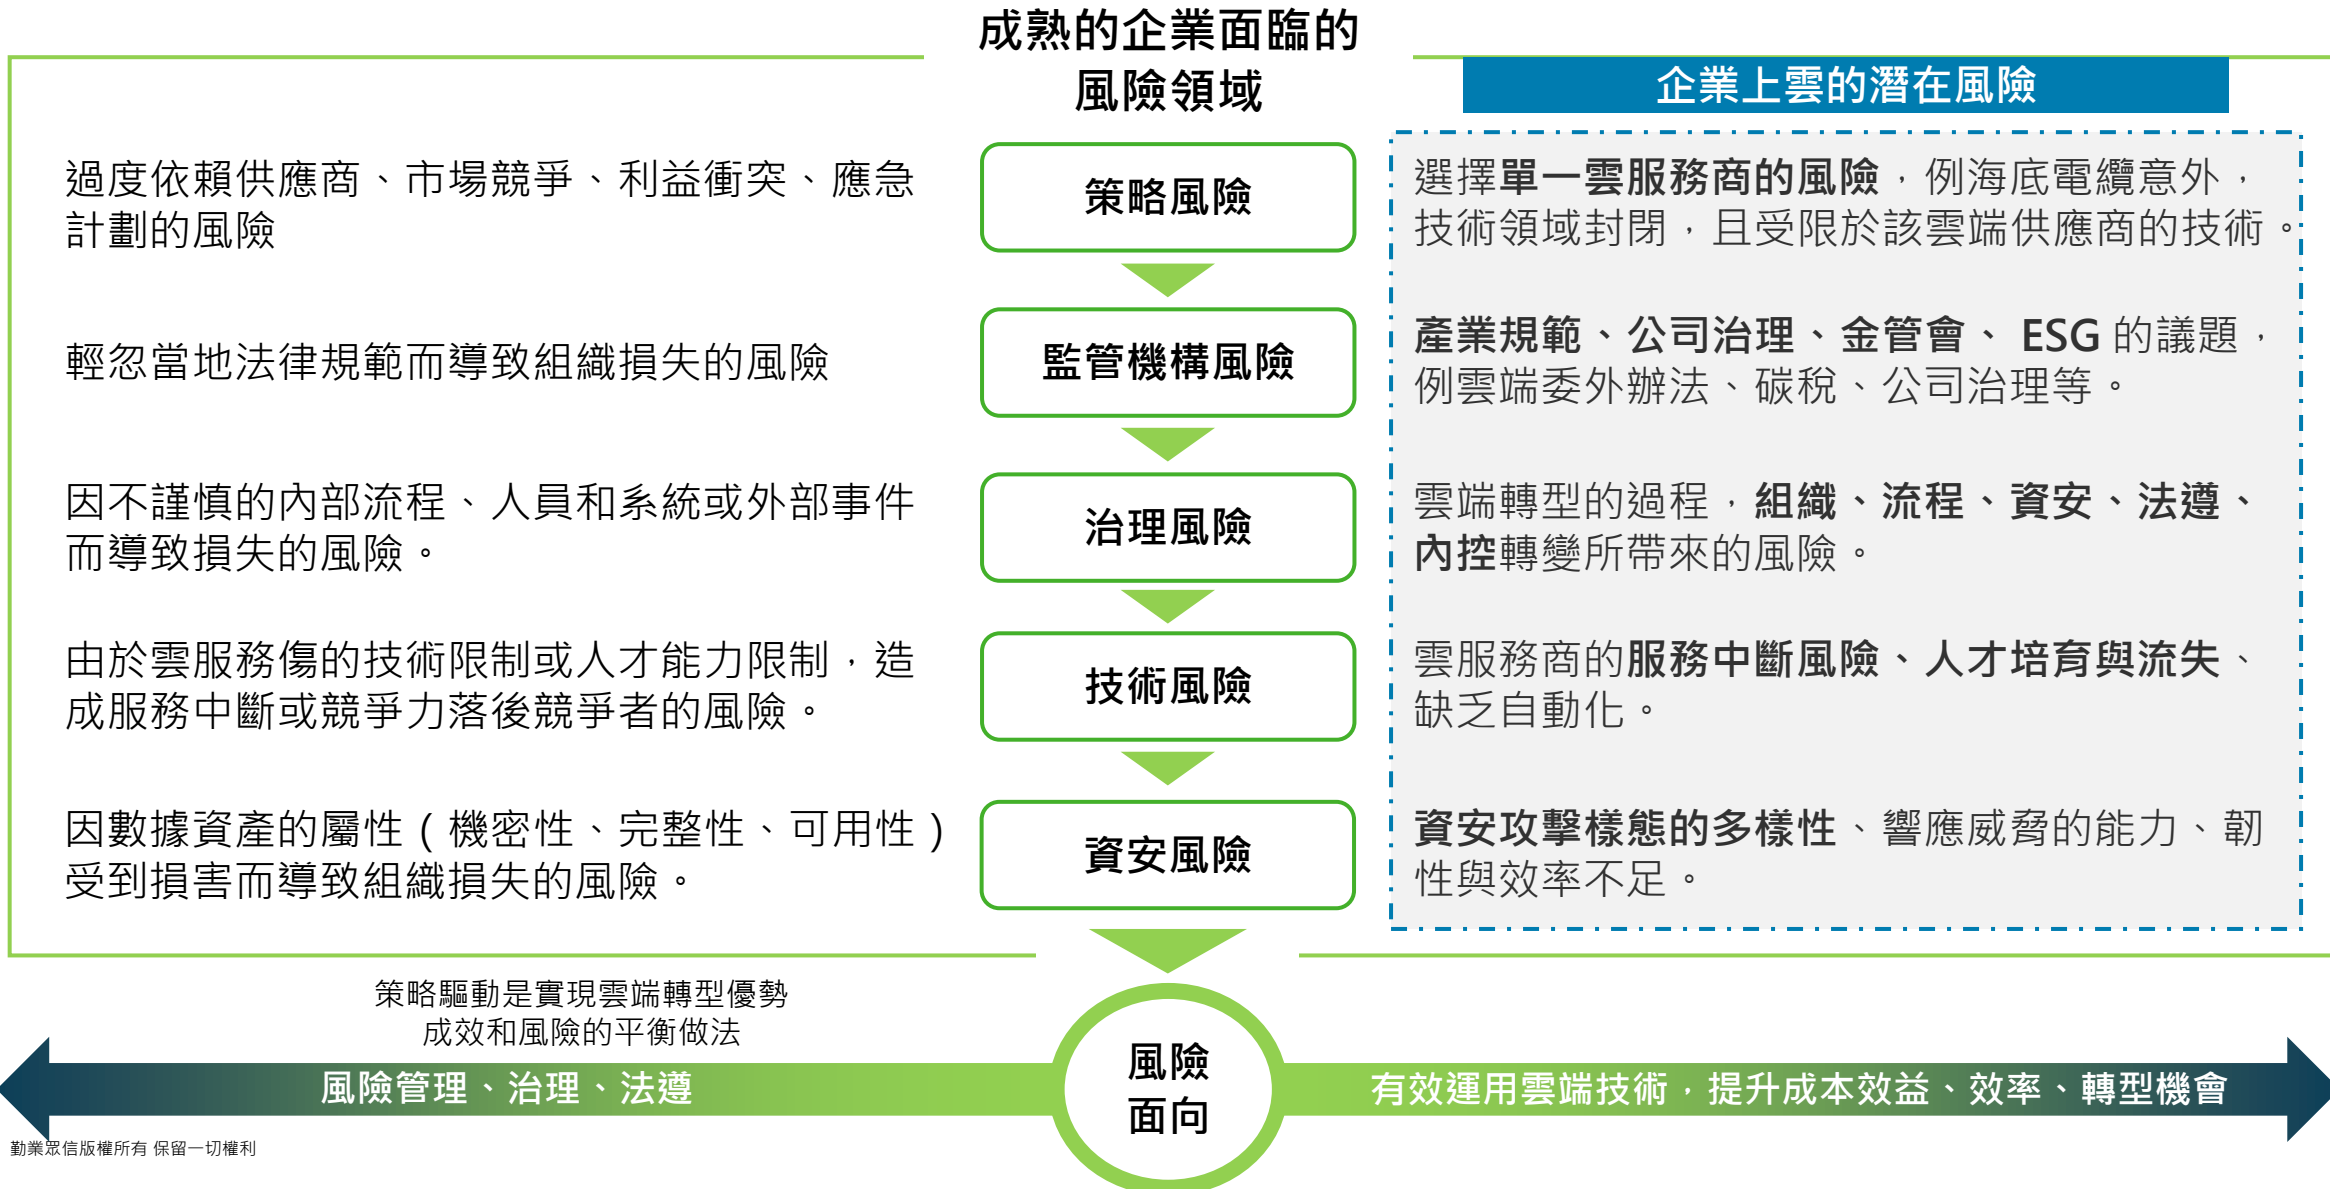 成熟的企業面臨的
風險領域
企業上雲的潛在風險
過度依賴供應商、市場競爭、利益衝突、應急
計劃的風險
策略風險
選擇單一雲服務商的風險，例海底電纜意外，
技術領域封閉，且受限於該雲端供應商的技術。
輕忽當地法律規範而導致組織損失的風險
監管機構風險
產業規範、公司治理、金管會、 ESG 的議題，
例雲端委外辦法、碳稅、公司治理等。
因不謹慎的內部流程、人員和系統或外部事件
而導致損失的風險。
治理風險
雲端轉型的過程，組織、流程、資安、法遵、
內控轉變所帶來的風險。
由於雲服務傷的技術限制或人才能力限制，造
成服務中斷或競爭力落後競爭者的風險。
技術風險
雲服務商的服務中斷風險、人才培育與流失、
缺乏自動化。
因數據資產的屬性（機密性、完整性、可用性）
受到損害而導致組織損失的風險。
資安風險
資安攻擊樣態的多樣性、響應威脅的能力、韌
性與效率不足。
策略驅動是實現雲端轉型優勢
成效和風險的平衡做法
風險管理、治理、法遵
風險
面向
有效運用雲端技術，提升成本效益、效率、轉型機會
勤業眾信版權所有 保留一切權利